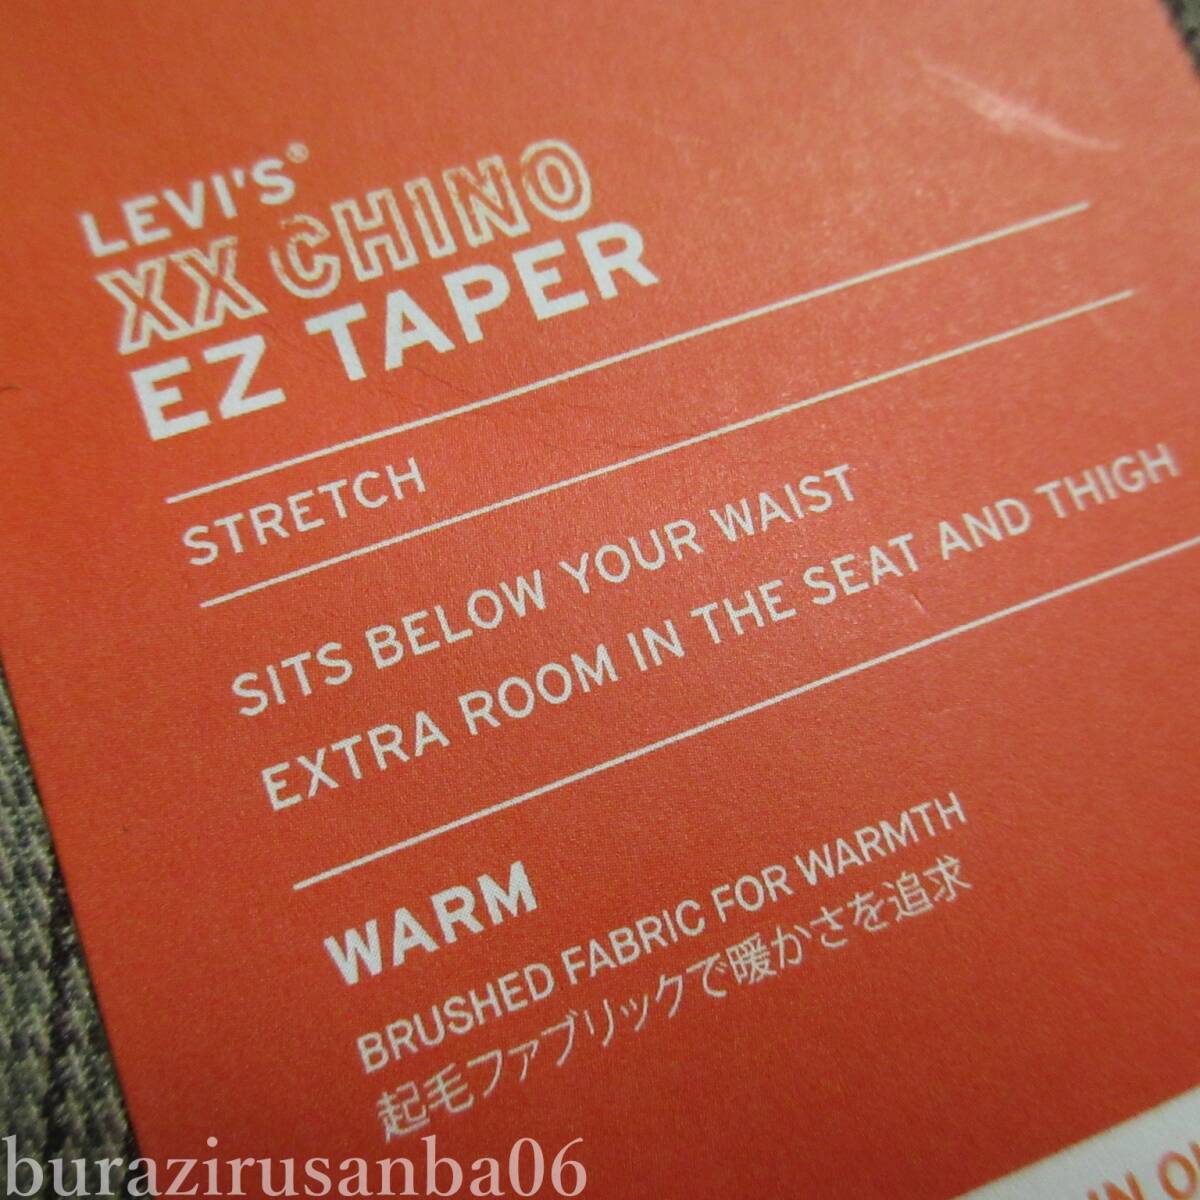 LEVI'S®
XX CHINO
EZ TAPER
STRETCH
SITS BELOW YOUR WAIST
EXTRA ROOM IN THE SEAT AND THIGH
WARM
BRUSHED FABRIC FOR WARMTH
起毛ファブリックで暖かさを追求
burazirusanba06